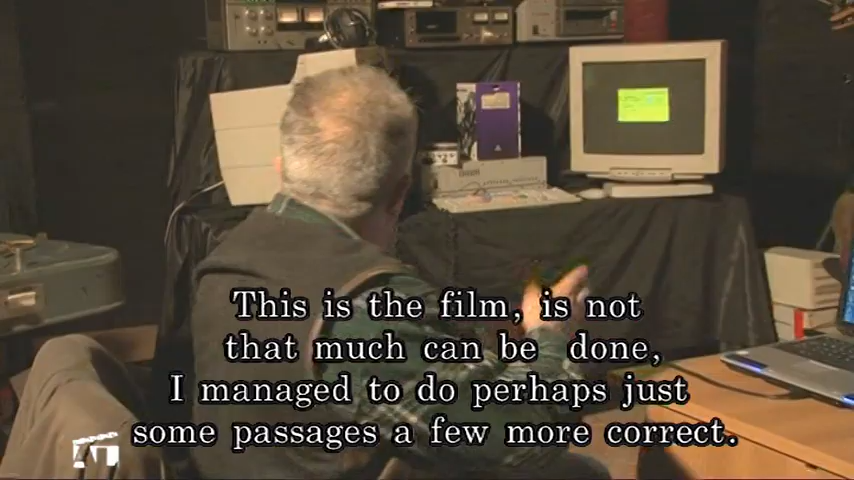 This is the film, is not
that much can be done,
I managed to do perhaps just
some passages a few more correct.